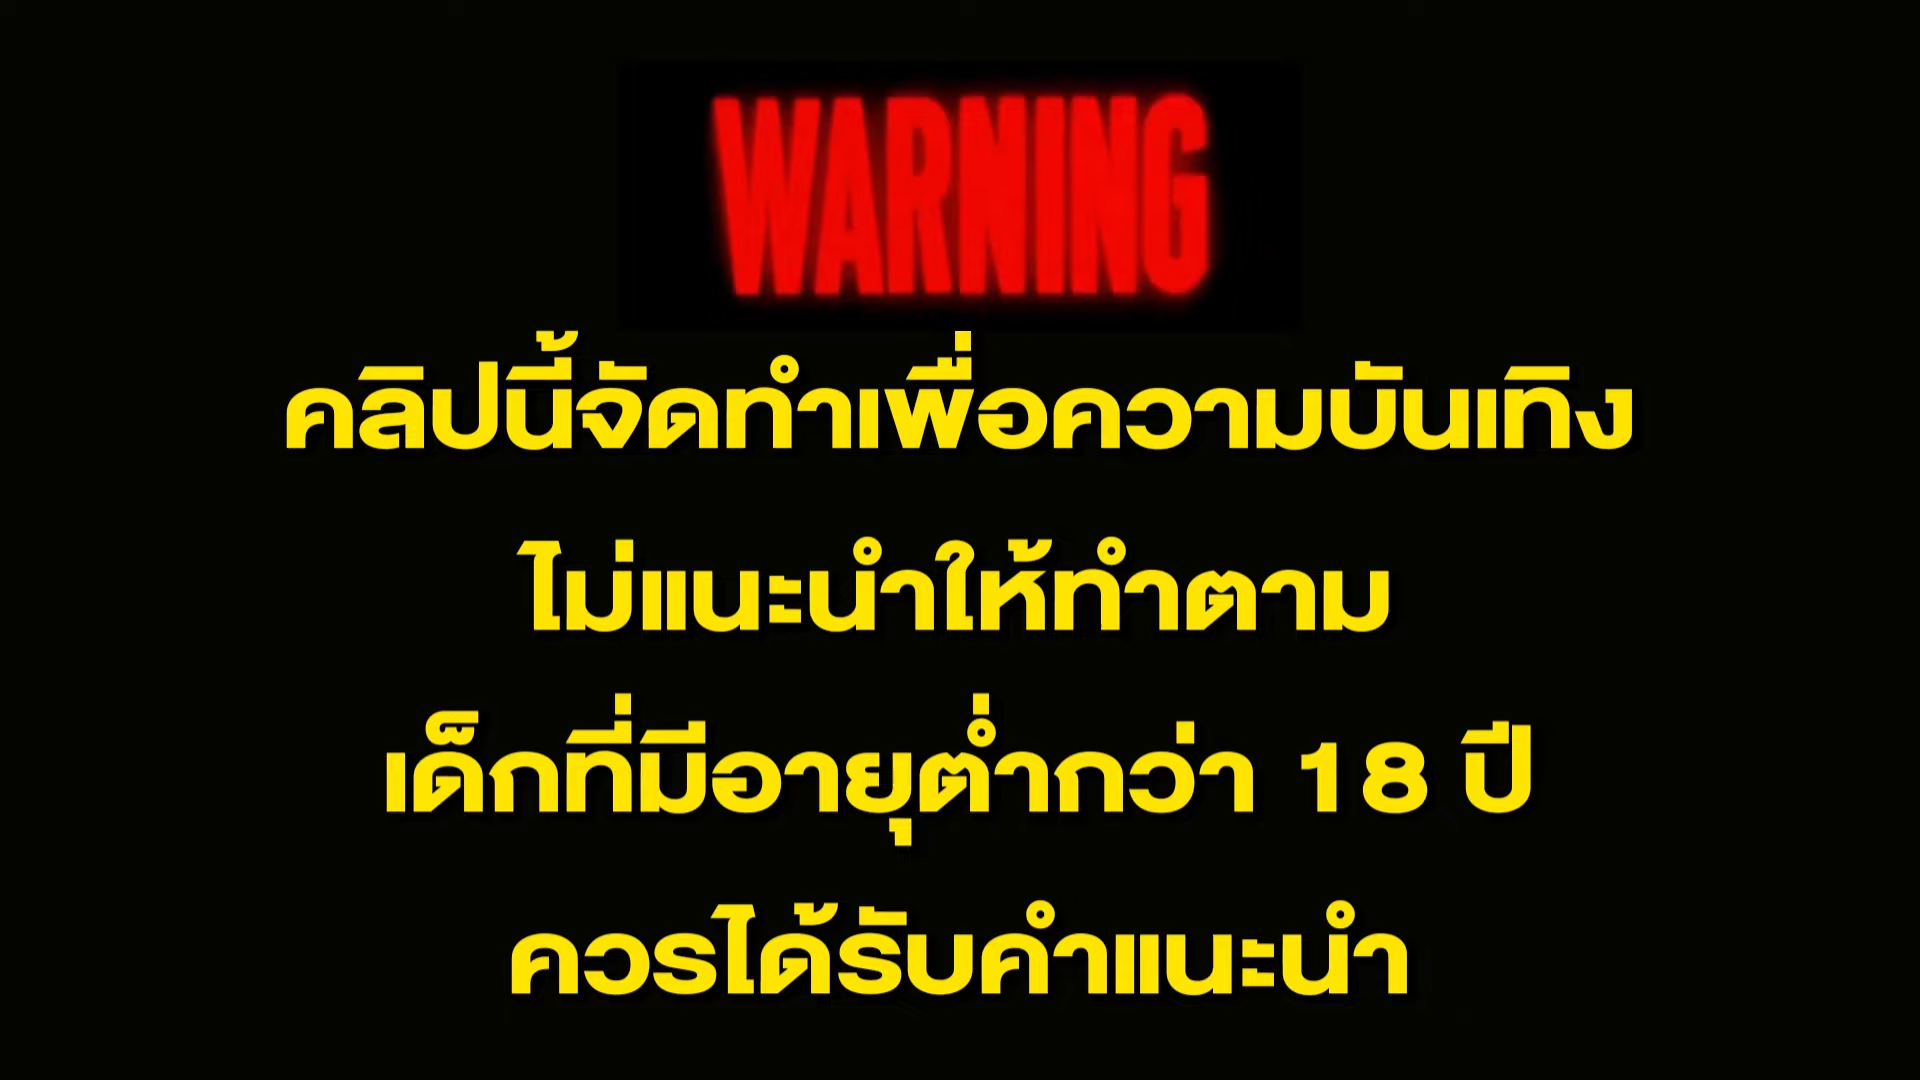 WARNING
คลิปนี้จัดทำเพื่อความบันเทิง
ไม่แนะนำให้ทำตาม
เด็กที่มีอายุต่ำกว่า 18 ปี
ควรได้รับคำแนะนำ